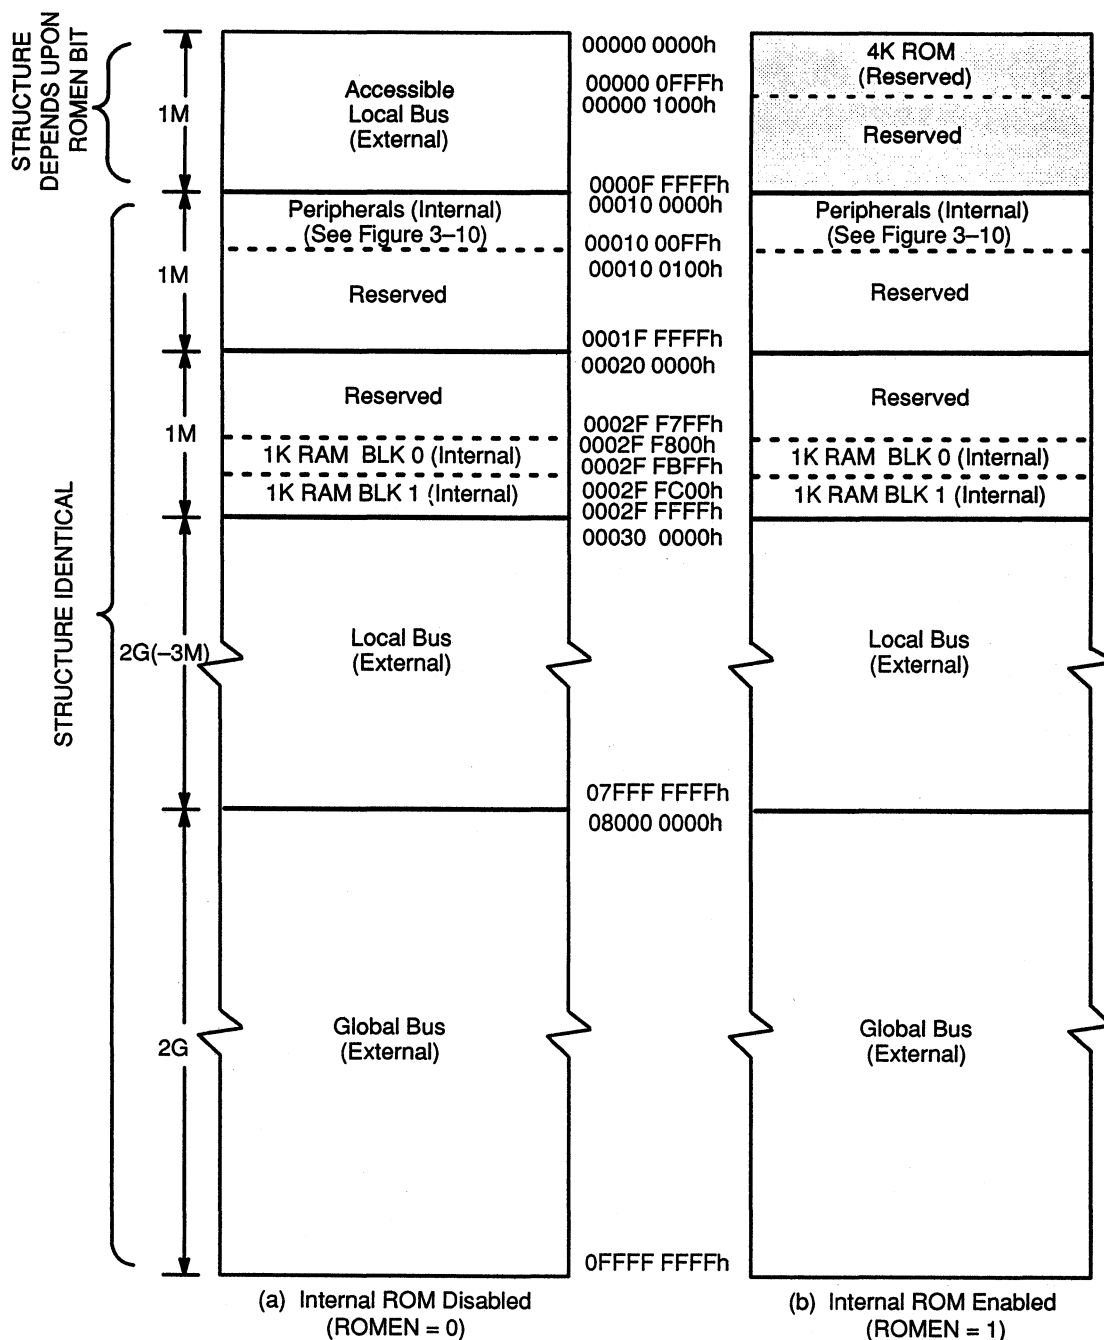 STRUCTURE
DEPENDS UPON
ROMEN BIT
1M
Accessible
Local Bus
(External)
00000 0000h
00000 0FFFh
00000 1000h
0000F FFFFh
4K ROM
(Reserved)
Reserved
STRUCTURE IDENTICAL
1M
Peripherals (Internal)
(See Figure 3–10)
Reserved
00010 0000h
00010 00FFh
00010 0100h
0001F FFFFh
Peripherals (Internal)
(See Figure 3–10)
Reserved
1M
Reserved
1K RAM BLK 0 (Internal)
1K RAM BLK 1 (Internal)
00020 0000h
0002F F7FFh
0002F F800h
0002F FBFFh
0002F FC00h
0002F FFFFh
Reserved
1K RAM BLK 0 (Internal)
1K RAM BLK 1 (Internal)
2G(–3M)
Local Bus
(External)
00030 0000h
07FFF FFFFh
Local Bus
(External)
2G
Global Bus
(External)
08000 0000h
0FFFF FFFFh
Global Bus
(External)
(a) Internal ROM Disabled
(ROMEN = 0)
(b) Internal ROM Enabled
(ROMEN = 1)